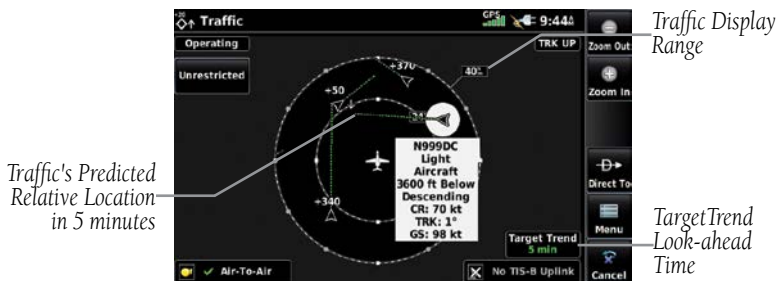 +20
Traffic
GPS
9:44
Operating
TRK UP
Zoom Out
Unrestricted
+370
40
Zoom In
+50
20
N999DC
Light
Aircraft
3600 ft Below
Descending
CR: 70 kt
TRK: 1°
GS: 98 kt
+340
Direct To
Menu
Target Trend
5 min
Air-To-Air
No TIS-B Uplink
Cancel
Traffic Display
Range
Traffic's Predicted
Relative Location
in 5 minutes
TargetTrend
Look-ahead
Time